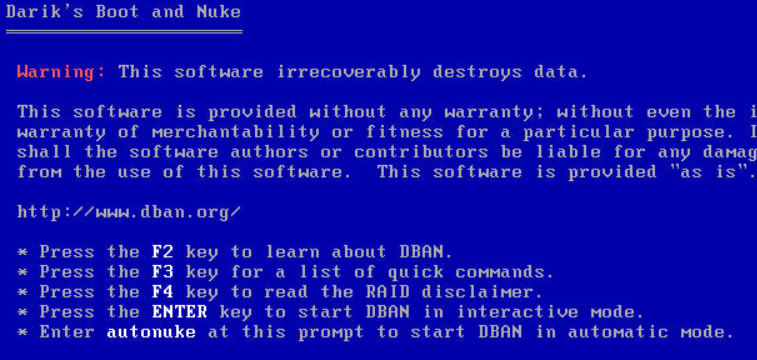 Darik's Boot and Nuke
Warning: This software irrecoverably destroys data.
This software is provided without any warranty; without even the
warranty of merchantability or fitness for a particular purpose.
shall the software authors or contributors be liable for any
from the use of this software.  This software is provided "as is".
http://www.dban.org/
* Press the F2 key to learn about DBAN.
* Press the F3 key for a list of quick commands.
* Press the F4 key to read the RAID disclaimer.
* Press the ENTER key to start DBAN in interactive mode.
* Enter autonuke at this prompt to start DBAN in automatic mode.